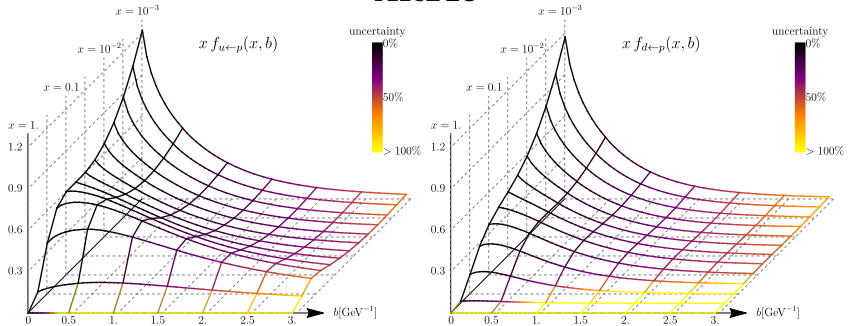 x = 10⁻³
x f_{u←p}(x, b)
uncertainty
0%
50%
> 100%
x = 10⁻²
x = 0.1
x = 1.
1.2
0.9
0.6
0.3
0 0.5 1. 1.5 2. 2.5 3. b[GeV⁻¹]
x = 10⁻³
x f_{d←p}(x, b)
uncertainty
0%
50%
> 100%
x = 10⁻²
x = 0.1
x = 1.
1.2
0.9
0.6
0.3
0 0.5 1. 1.5 2. 2.5 3. b[GeV⁻¹]